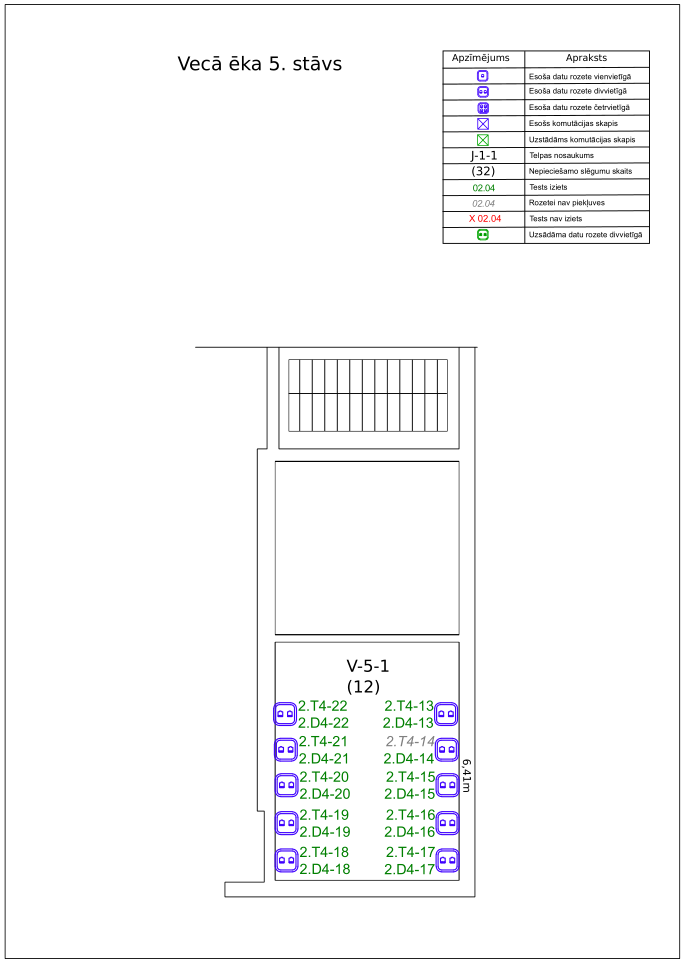 Vecā ēka 5. stāvs
Apzīmējums Apraksts
Esoša datu rozete vienvietīgā
Esoša datu rozete divvietīgā
Esoša datu rozete četrvietīgā
Esošs komutācijas skapis
Uzstādāms komutācijas skapis
J-1-1 Telpas nosaukums
(32) Nepieciešamo slēgumu skaits
02.04 Tests iziets
02.04 Rozetei nav piekļuves
X 02.04 Tests nav iziets
Uzsādāma datu rozete divvietīgā
V-5-1
(12)
2.T4-22 2.T4-13
2.D4-22 2.D4-13
2.T4-21 2.T4-14
2.D4-21 2.D4-14
6,41m
2.T4-20 2.T4-15
2.D4-20 2.D4-15
2.T4-19 2.T4-16
2.D4-19 2.D4-16
2.T4-18 2.T4-17
2.D4-18 2.D4-17